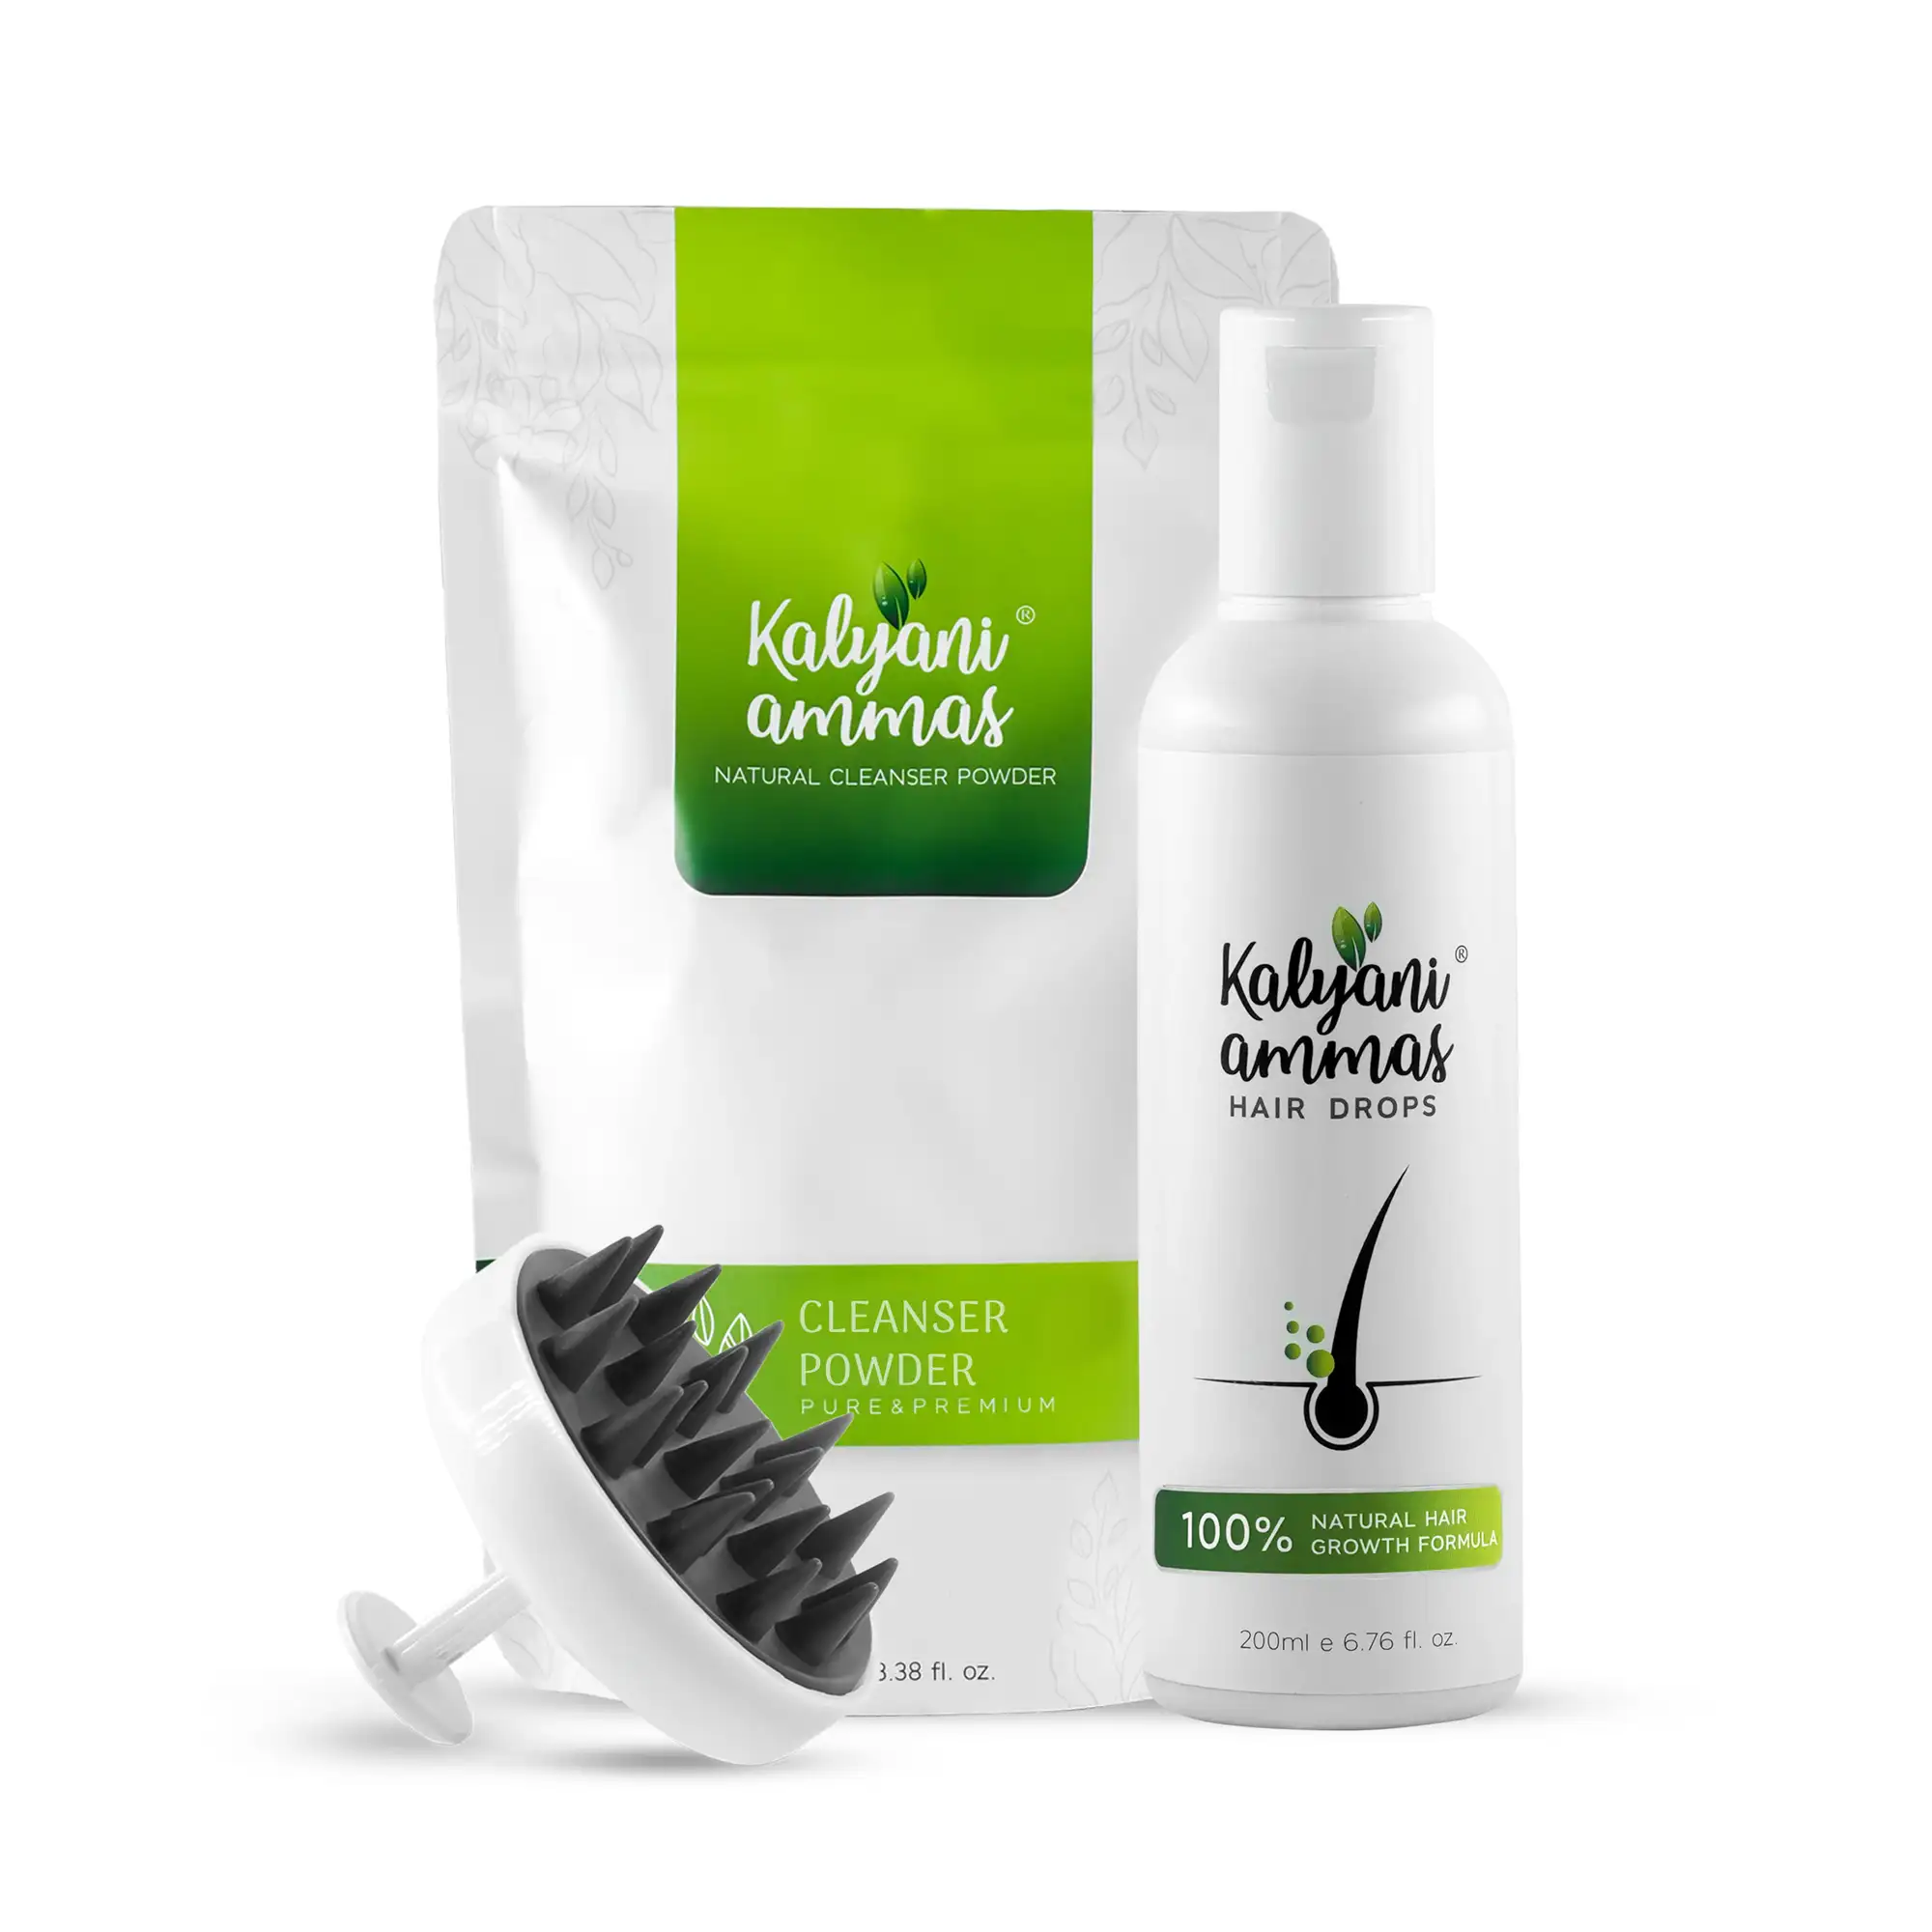 Kalyani ®
ammas
NATURAL CLEANSER POWDER
CLEANSER
POWDER
PURE&PREMIUM
3.38 fl. oz.
Kalyani ®
ammas
HAIR DROPS
100% NATURAL HAIR
GROWTH FORMULA
200ml e 6.76 fl. oz.